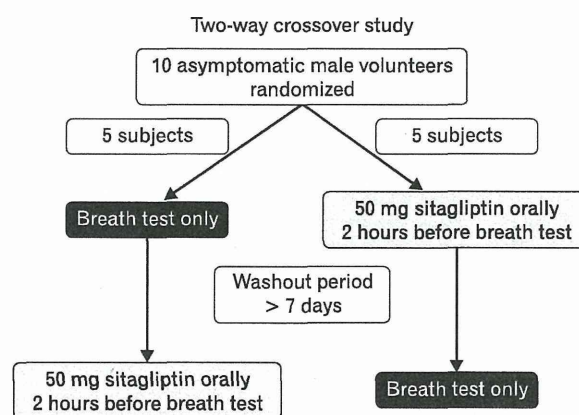 Two-way crossover study
10 asymptomatic male volunteers
randomized
5 subjects
5 subjects
Breath test only
50 mg sitagliptin orally
2 hours before breath test
Washout period
> 7 days
50 mg sitagliptin orally
2 hours before breath test
Breath test only